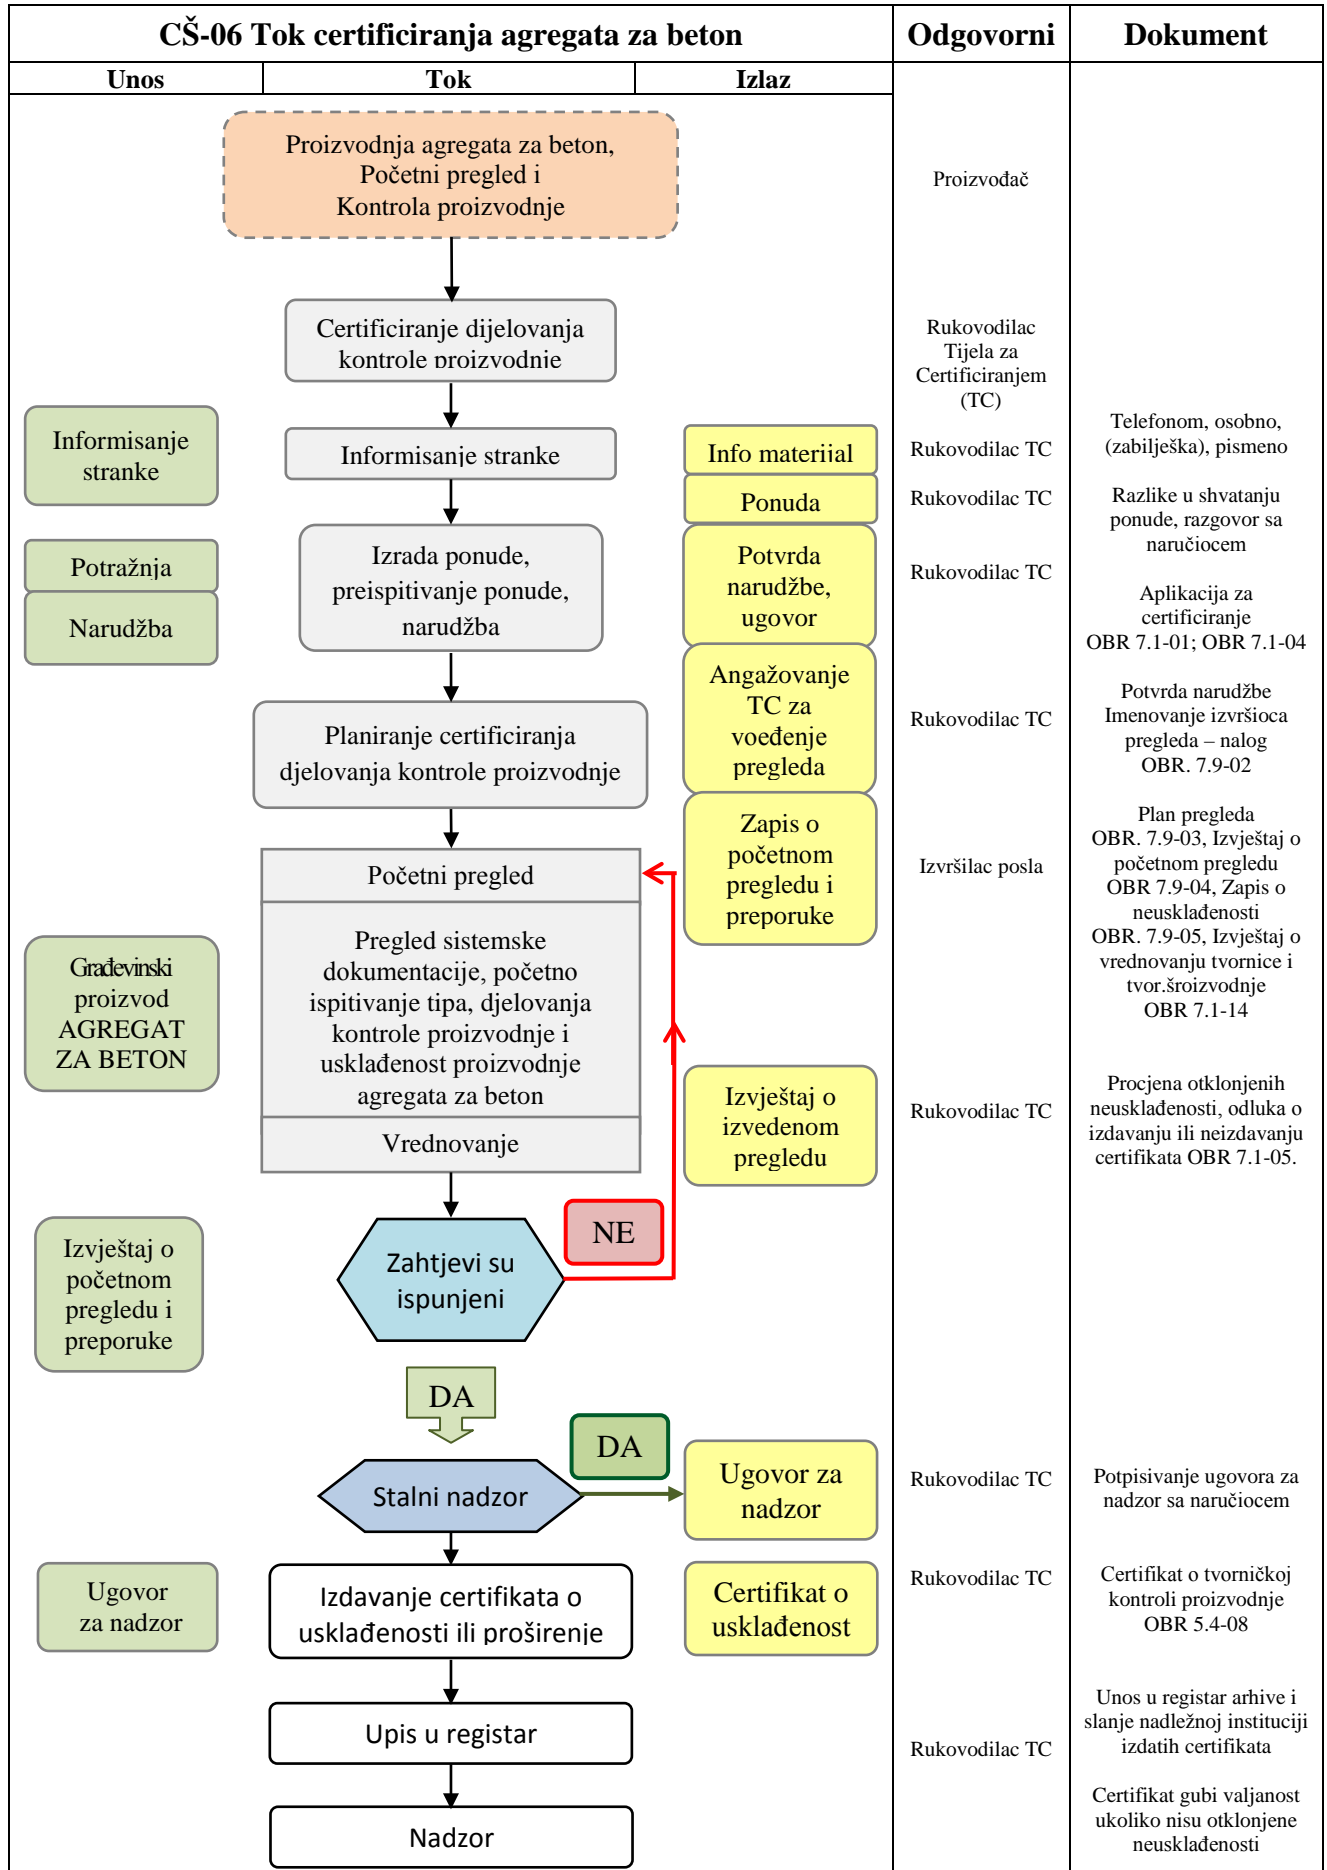 CŠ-06 Tok certificiranja agregata za beton
Odgovorni
Dokument
Unos
Tok
Izlaz
Proizvodnja agregata za beton,
Početni pregled i
Kontrola proizvodnje
Proizvođač
Certificiranje dijelovanja
kontrole proizvodnje
Rukovodilac
Tijela za
Certificiranjem
(TC)
Informisanje
stranke
Informisanje stranke
Info materijal
Rukovodilac TC
Telefonom, osobno,
(zabilješka), pismeno
Ponuda
Rukovodilac TC
Razlike u shvatanju
ponude, razgovor sa
naručiocem
Potražnja
Narudžba
Izrada ponude,
preispitivanje ponude,
narudžba
Potvrda
narudžbe,
ugovor
Rukovodilac TC
Aplikacija za
certificiranje
OBR 7.1-01; OBR 7.1-04
Planiranje certificiranja
djelovanja kontrole proizvodnje
Angažovanje
TC za
voeđenje
pregleda
Rukovodilac TC
Potvrda narudžbe
Imenovanje izvršioca
pregleda – nalog
OBR. 7.9-02
Početni pregled
Zapis o
početnom
pregledu i
preporuke
Izvršilac posla
Plan pregleda
OBR. 7.9-03, Izvještaj o
početnom pregledu
OBR 7.9-04, Zapis o
neusklađenosti
OBR. 7.9-05, Izvještaj o
vrednovanju tvornice i
tvor.šroizvodnje
OBR 7.1-14
Građevinski
proizvod
AGREGAT
ZA BETON
Pregled sistemske
dokumentacije, početno
ispitivanje tipa, djelovanja
kontrole proizvodnje i
usklađenost proizvodnje
agregata za beton
Vrednovanje
Izvještaj o
izvedenom
pregledu
Rukovodilac TC
Procjena otklonjenih
neusklađenosti, odluka o
izdavanju ili neizdavanju
certifikata OBR 7.1-05.
Izvještaj o
početnom
pregledu i
preporuke
Zahtjevi su
ispunjeni
NE
DA
DA
Stalni nadzor
Ugovor za
nadzor
Rukovodilac TC
Potpisivanje ugovora za
nadzor sa naručiocem
Ugovor
za nadzor
Izdavanje certifikata o
usklađenosti ili proširenje
Certifikat o
usklađenost
Rukovodilac TC
Certifikat o tvorničkoj
kontroli proizvodnje
OBR 5.4-08
Upis u registar
Rukovodilac TC
Unos u registar arhive i
slanje nadležnoj instituciji
izdatih certifikata
Nadzor
Certifikat gubi valjanost
ukoliko nisu otklonjene
neusklađenosti